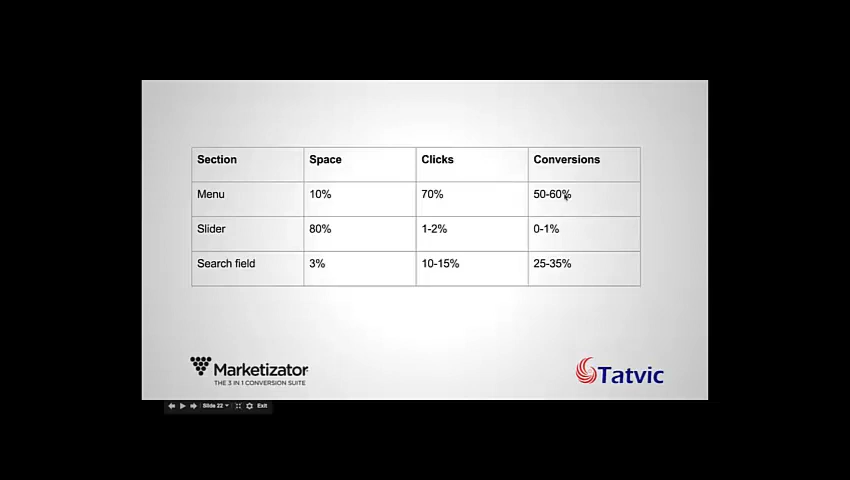 Section Space Clicks Conversions
Menu 10% 70% 50-60%
Slider 80% 1-2% 0-1%
Search field 3% 10-15% 25-35%
Marketizator
THE 3 IN 1 CONVERSION SUITE
Tatvic
Slide 22 Exit